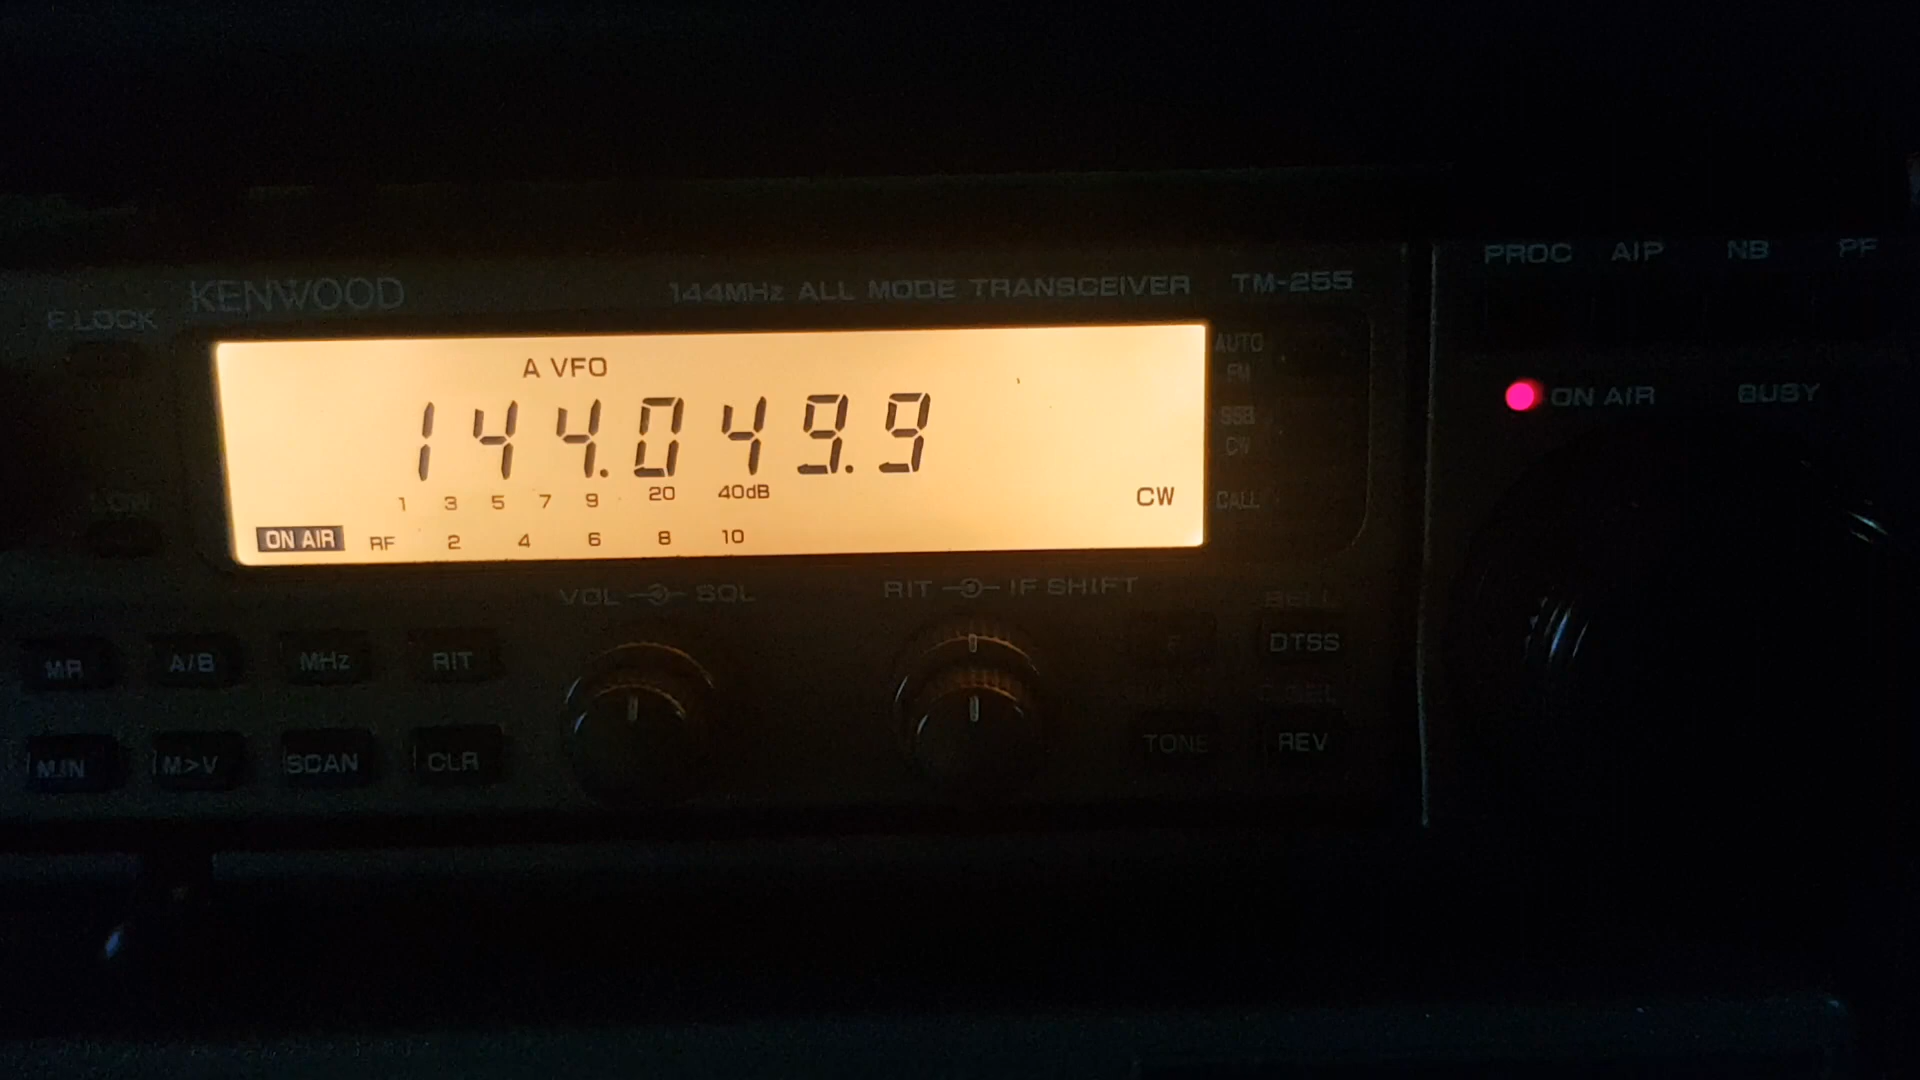 PROC AIP NB PF
KENWOOD 144MHz ALL MODE TRANSCEIVER TM-255
F.LOCK
AUTO
A VFO
FM
ON AIR BUSY
144.049.9
SSB
CW
1 3 5 7 9 20 40dB
CW
CALL
LOW
ON AIR RF 2 4 6 8 10
VOL SQL RIT IF SHIFT
BELL
MR A/B MHz RIT DTSS
M.IN M>V SCAN CLR TONE REV